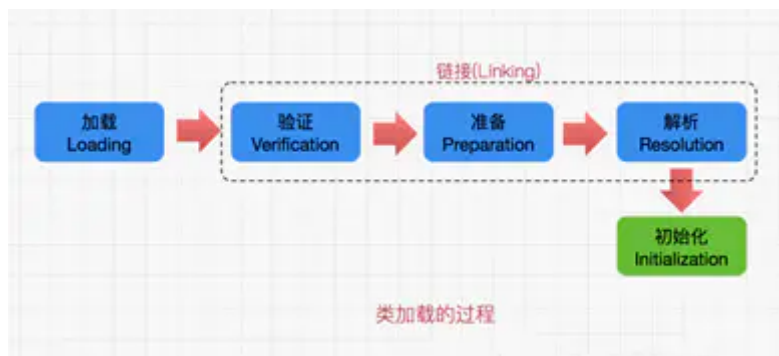 链接(Linking)
加载
Loading
验证
Verification
准备
Preparation
解析
Resolution
初始化
Initialization
类加载的过程